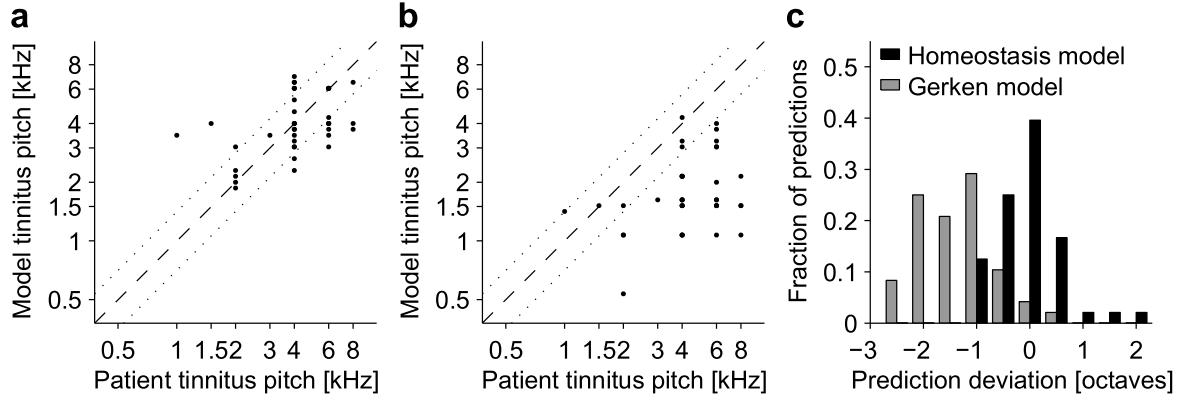 a
Model tinnitus pitch [kHz]
8
6
4
3
2
1.5
1
0.5
0.5 1 1.52 3 4 6 8
Patient tinnitus pitch [kHz]
b
Model tinnitus pitch [kHz]
8
6
4
3
2
1.5
1
0.5
0.5 1 1.52 3 4 6 8
Patient tinnitus pitch [kHz]
c
Homeostasis model
Gerken model
Fraction of predictions
0.5
0.4
0.3
0.2
0.1
0
−3 −2 −1 0 1 2
Prediction deviation [octaves]